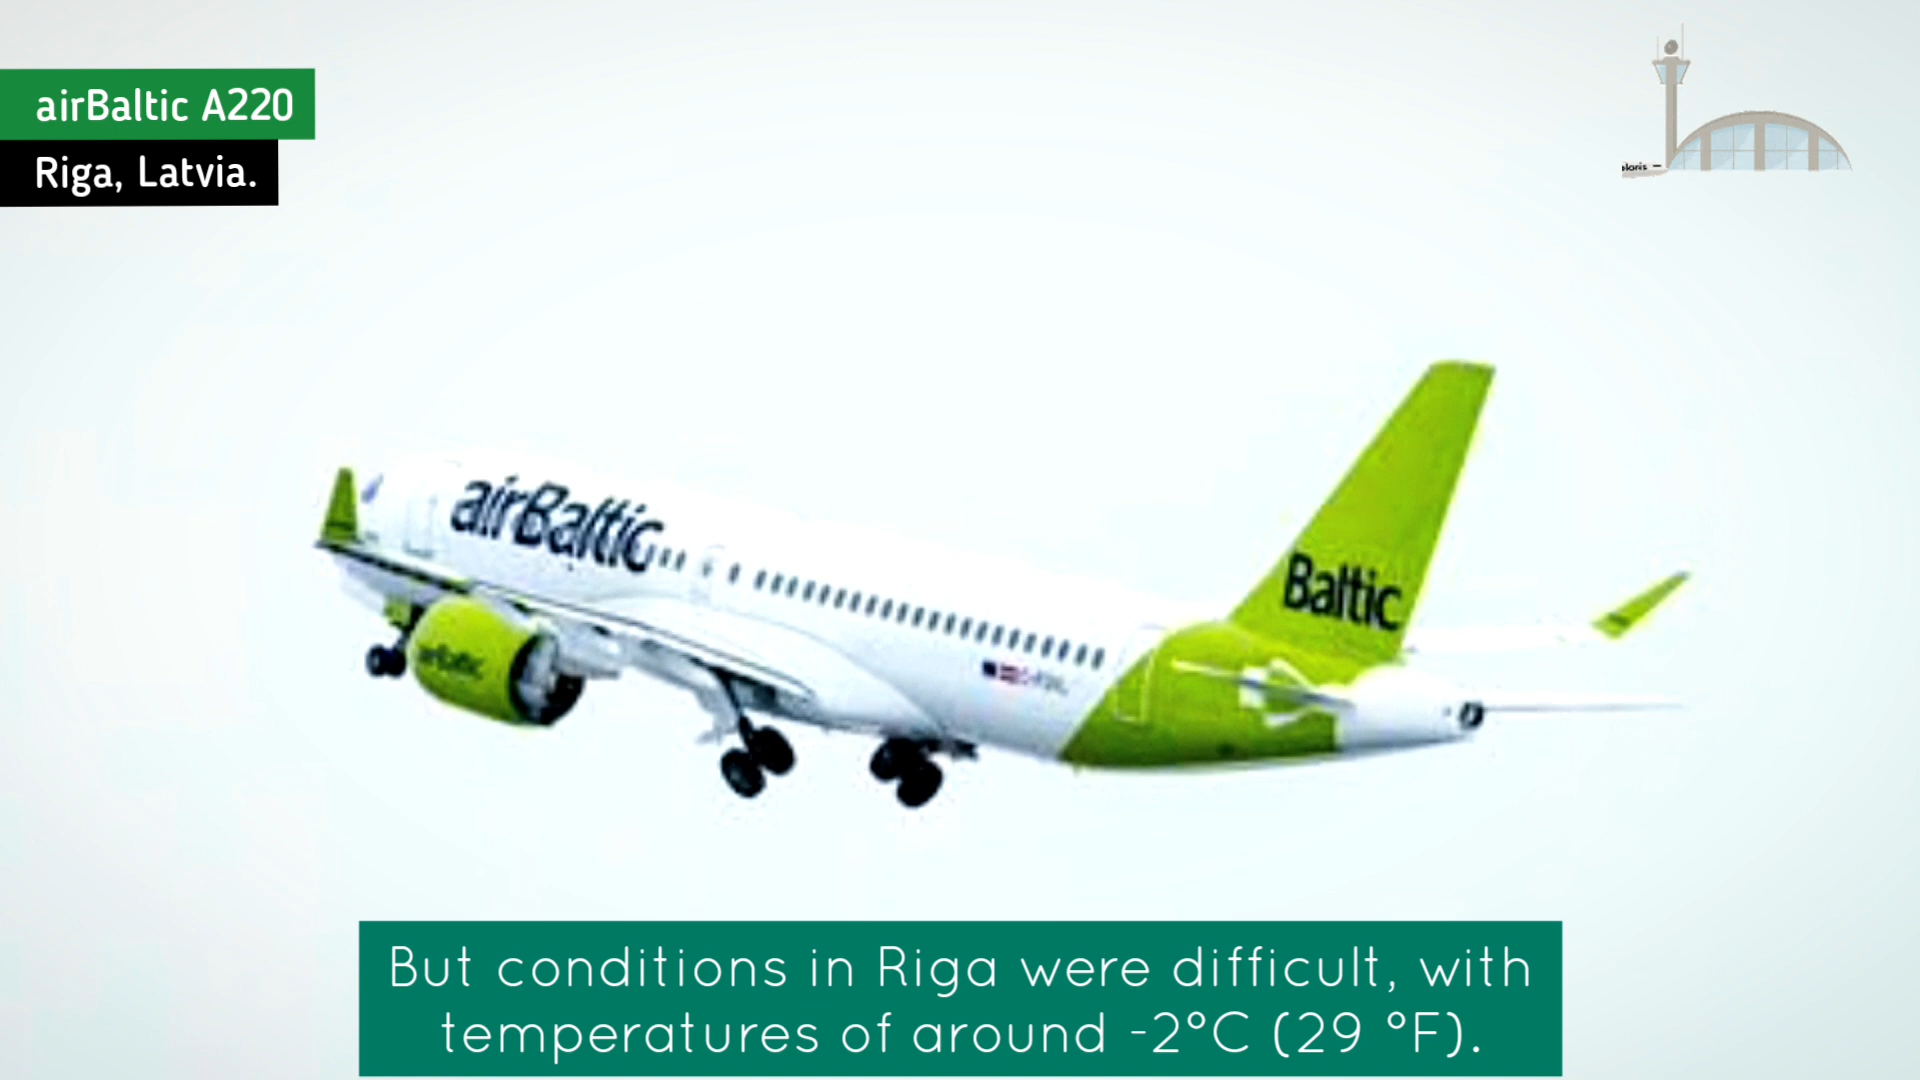 airBaltic A220
Riga, Latvia.
airBaltic
Baltic
airBaltic
But conditions in Riga were difficult, with
temperatures of around -2°C (29 °F).